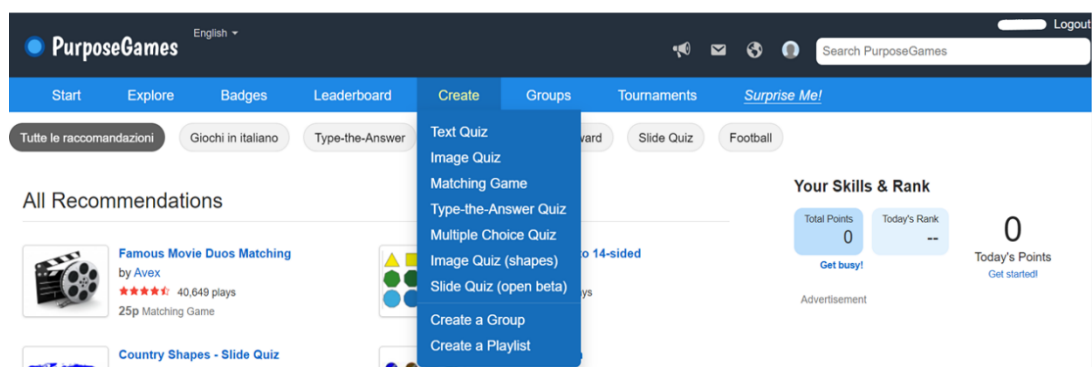 English
Logout
PurposeGames
Search PurposeGames
Start Explore Badges Leaderboard Create Groups Tournaments Surprise Me!
Tutte le raccomandazioni Giochi in italiano Type-the-Answer Slide Quiz Football
Text Quiz
Image Quiz
Matching Game
Type-the-Answer Quiz
Multiple Choice Quiz
Image Quiz (shapes)
Slide Quiz (open beta)
Create a Group
Create a Playlist
All Recommendations
Famous Movie Duos Matching
by Avex
40,649 plays
25p Matching Game
to 14-sided
Country Shapes - Slide Quiz
Your Skills & Rank
Total Points
0
Today's Rank
--
Get busy!
0
Today's Points
Get started!
Advertisement